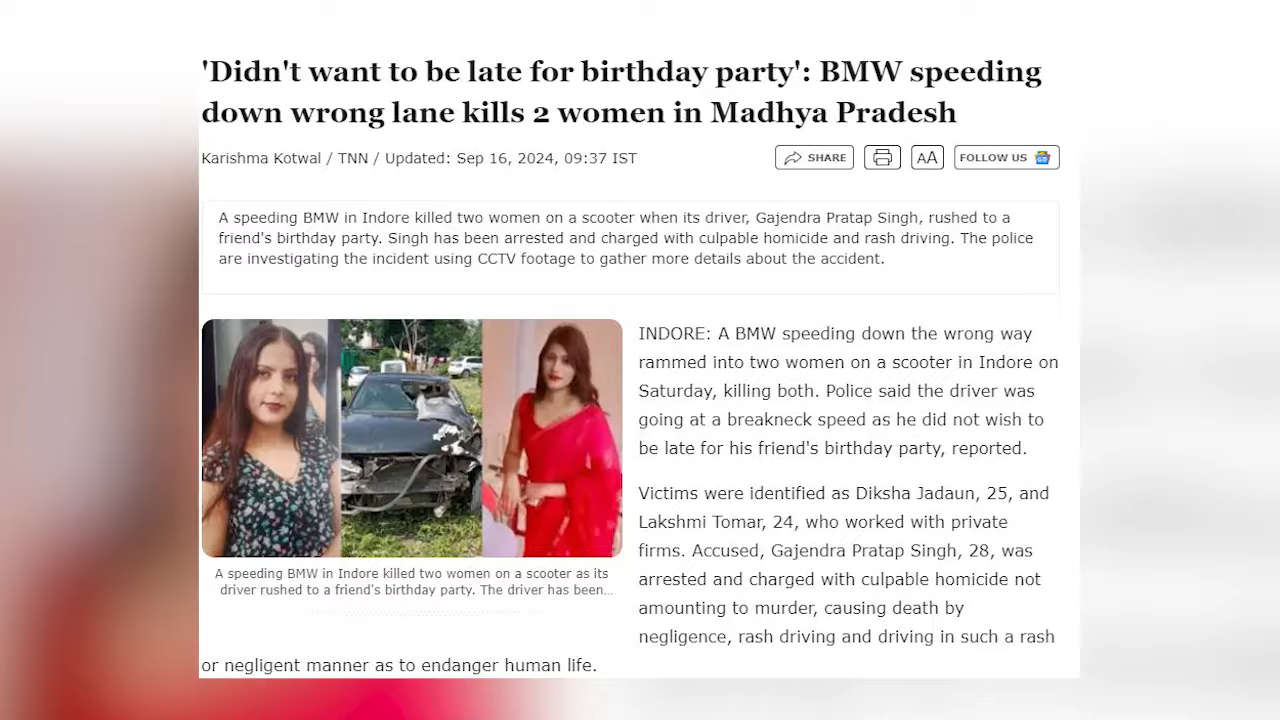 'Didn't want to be late for birthday party': BMW speeding
down wrong lane kills 2 women in Madhya Pradesh
Karishma Kotwal / TNN / Updated: Sep 16, 2024, 09:37 IST
SHARE
AA
FOLLOW US
A speeding BMW in Indore killed two women on a scooter when its driver, Gajendra Pratap Singh, rushed to a
friend's birthday party. Singh has been arrested and charged with culpable homicide and rash driving. The police
are investigating the incident using CCTV footage to gather more details about the accident.
A speeding BMW in Indore killed two women on a scooter as its
driver rushed to a friend's birthday party. The driver has been...
INDORE: A BMW speeding down the wrong way
rammed into two women on a scooter in Indore on
Saturday, killing both. Police said the driver was
going at a breakneck speed as he did not wish to
be late for his friend's birthday party, reported.
Victims were identified as Diksha Jadaun, 25, and
Lakshmi Tomar, 24, who worked with private
firms. Accused, Gajendra Pratap Singh, 28, was
arrested and charged with culpable homicide not
amounting to murder, causing death by
negligence, rash driving and driving in such a rash
or negligent manner as to endanger human life.